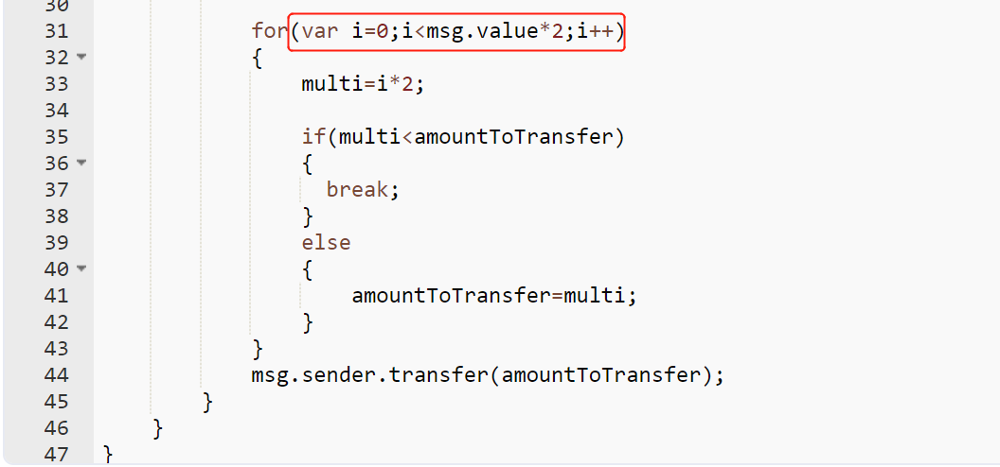 30
31 for(var i=0;i<msg.value*2;i++)
32 {
33 multi=i*2;
34
35 if(multi<amountToTransfer)
36 {
37 break;
38 }
39 else
40 {
41 amountToTransfer=multi;
42 }
43 }
44 msg.sender.transfer(amountToTransfer);
45 }
46 }
47 }